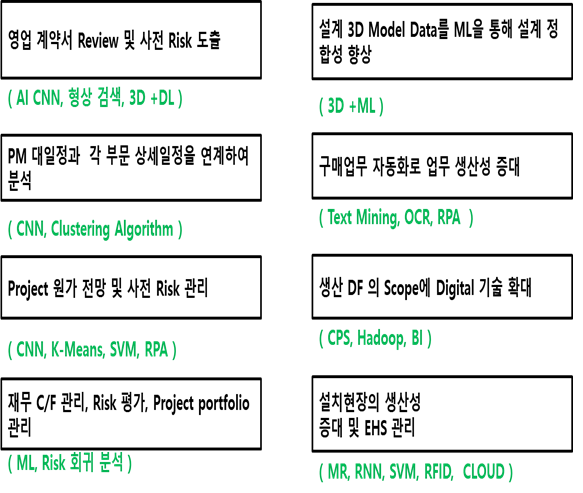 영업 계약서 Review 및 사전 Risk 도출
( AI CNN, 형상 검색, 3D +DL )
PM 대일정과 각 부문 상세일정을 연계하여
분석
( CNN, Clustering Algorithm )
Project 원가 전망 및 사전 Risk 관리
( CNN, K-Means, SVM, RPA )
재무 C/F 관리, Risk 평가, Project portfolio
관리
( ML, Risk 회귀 분석 )
설계 3D Model Data를 ML을 통해 설계 정
합성 향상
( 3D +ML )
구매업무 자동화로 업무 생산성 증대
( Text Mining, OCR, RPA )
생산 DF 의 Scope에 Digital 기술 확대
( CPS, Hadoop, BI )
설치현장의 생산성
증대 및 EHS 관리
( MR, RNN, SVM, RFID, CLOUD )